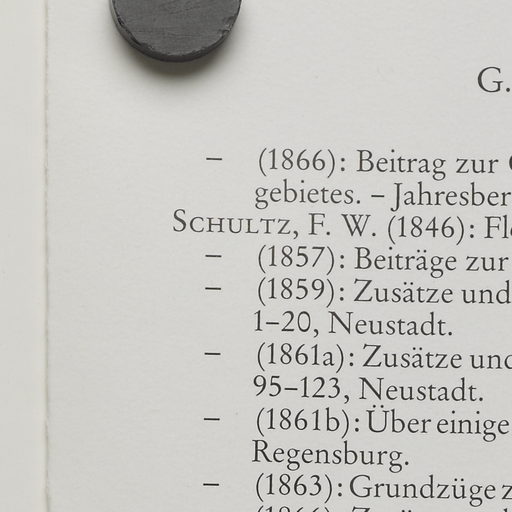 G.
– (1866): Beitrag zur
gebietes. – Jahresber
SCHULTZ, F. W. (1846): Fl
– (1857): Beiträge zur
– (1859): Zusätze und
1–20, Neustadt.
– (1861a): Zusätze und
95–123, Neustadt.
– (1861b): Über einige
Regensburg.
– (1863): Grundzüge z